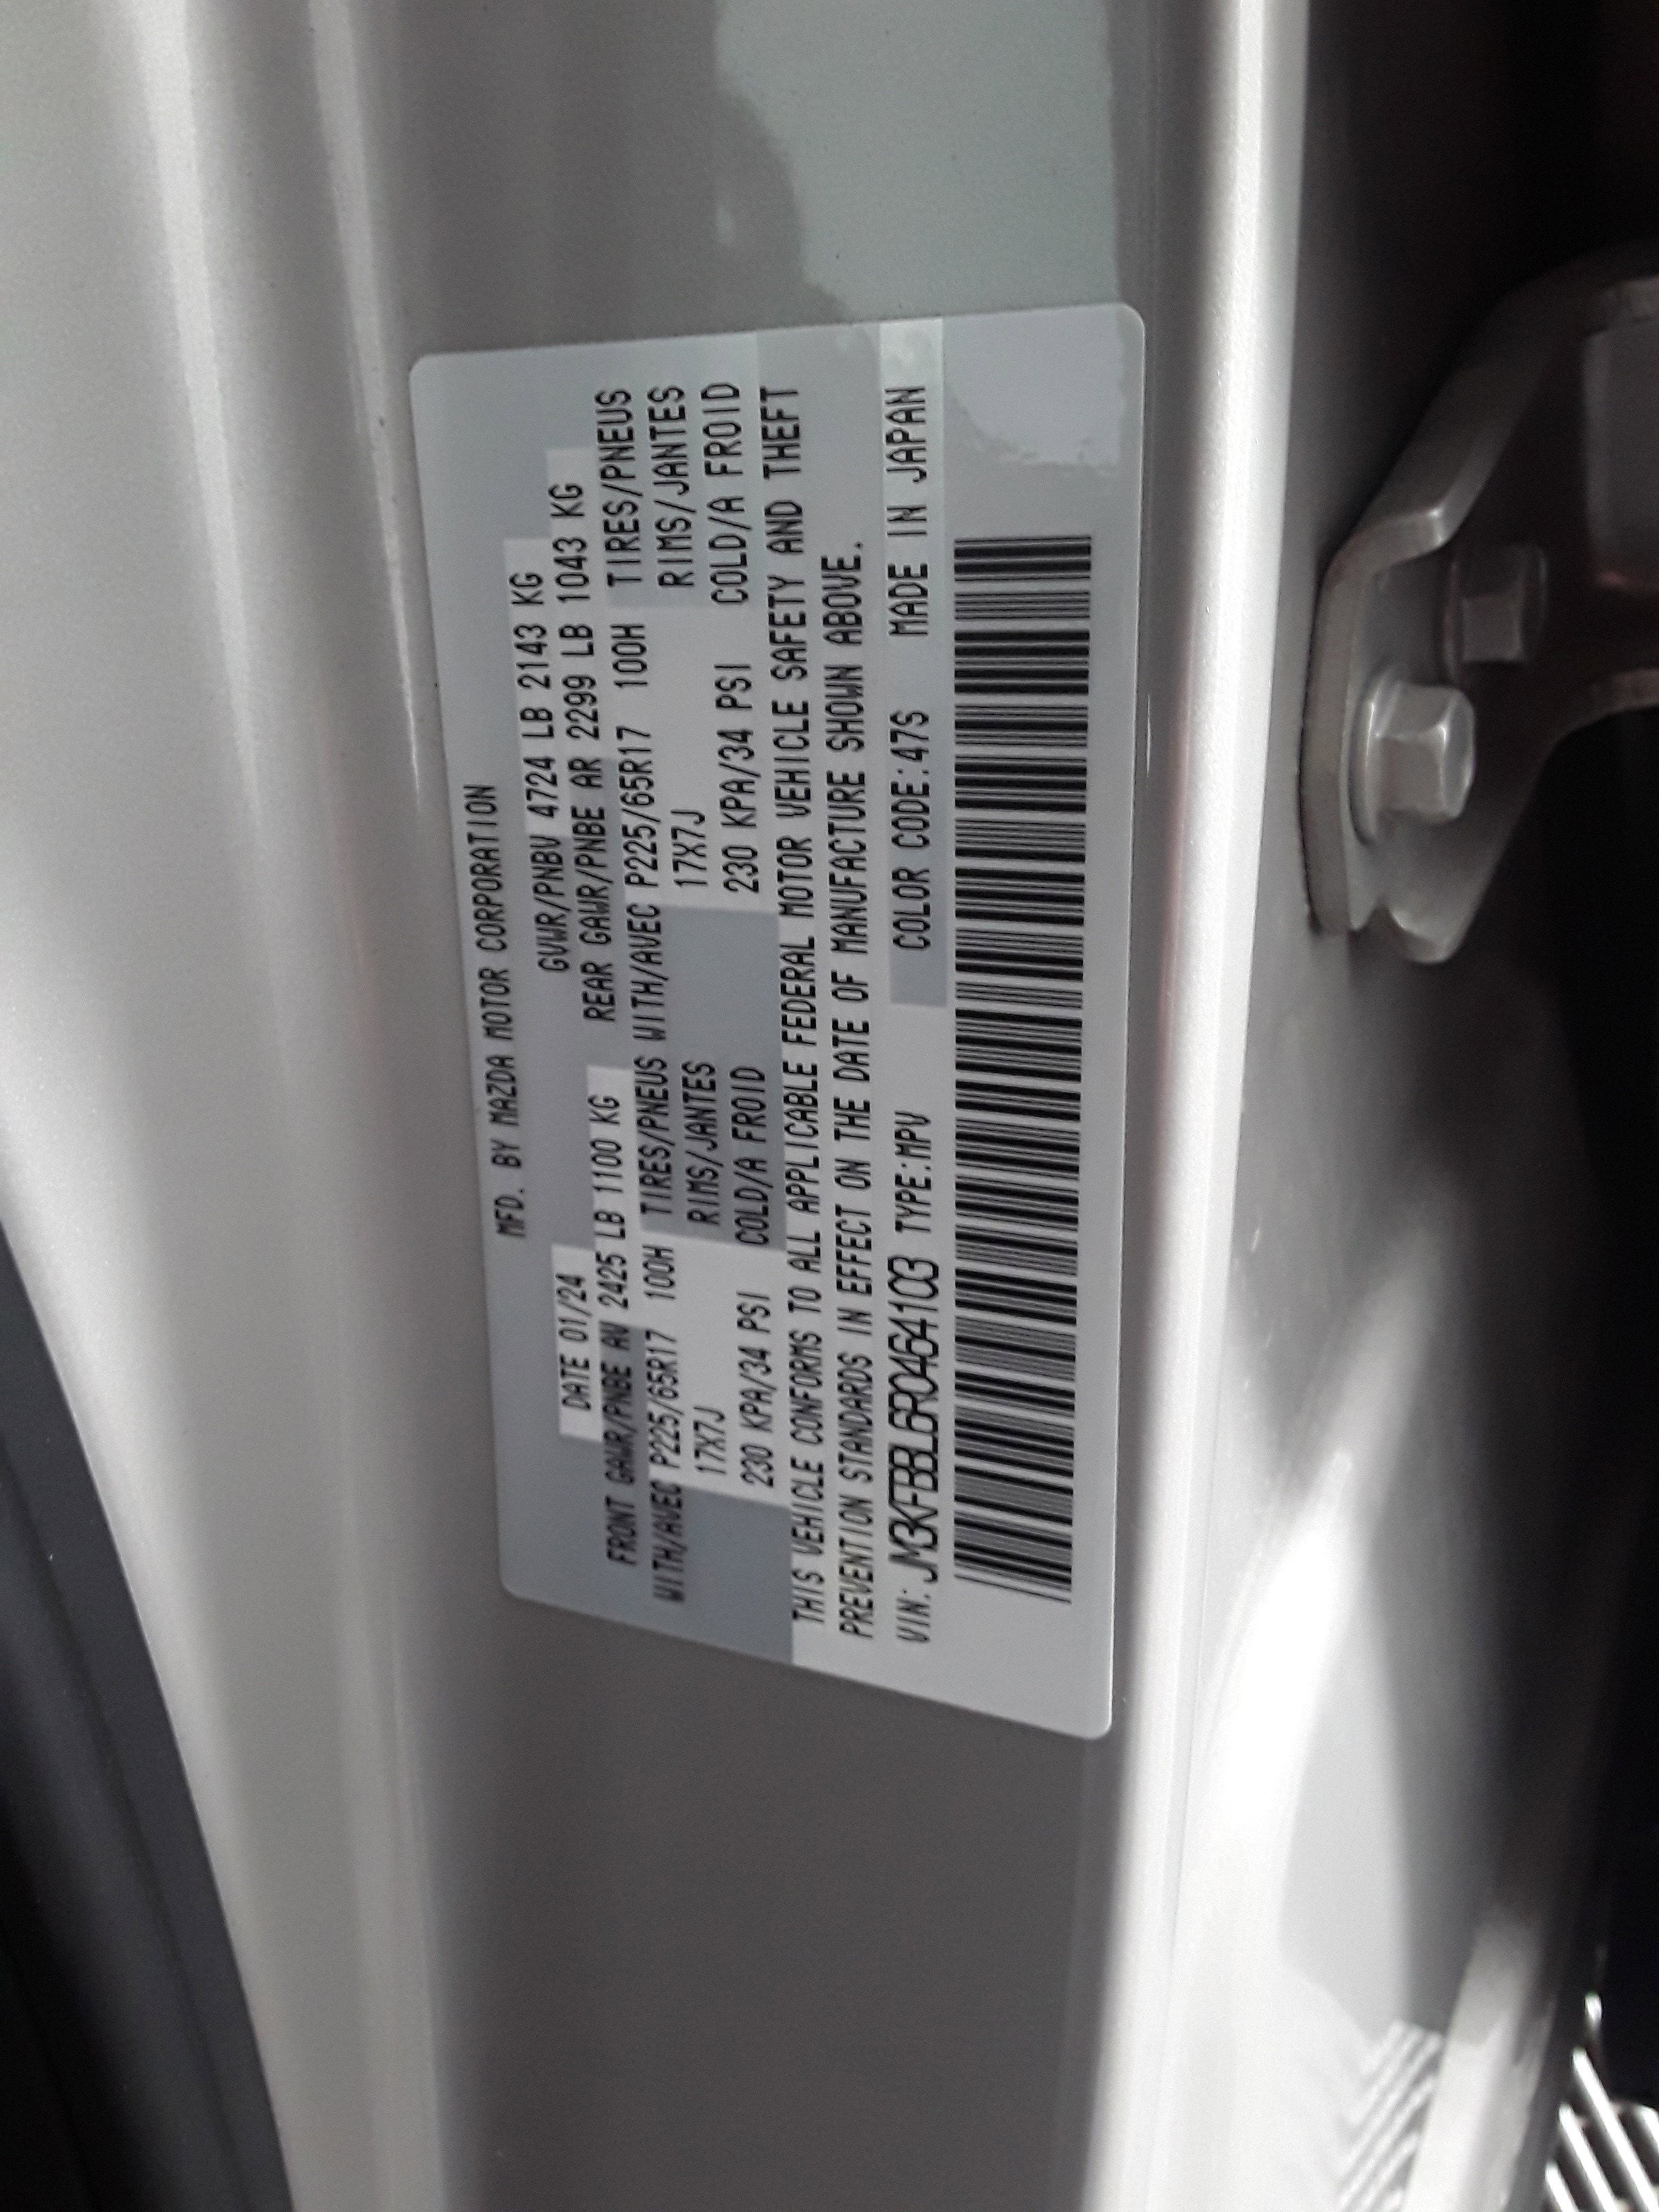 MFD. BY MAZDA MOTOR CORPORATION
DATE 01/24 GVWR/PNBV 4724 LB 2143 KG
FRONT GAWR/PNBE AV 2425 LB 1100 KG REAR GAWR/PNBE AR 2299 LB 1043 KG
WITH/AVEC P225/65R17 100H TIRES/PNEUS WITH/AVEC P225/65R17 100H TIRES/PNEUS
17X7J RIMS/JANTES 17X7J RIMS/JANTES
230 KPA/34 PSI COLD/A FROID 230 KPA/34 PSI COLD/A FROID
THIS VEHICLE CONFORMS TO ALL APPLICABLE FEDERAL MOTOR VEHICLE SAFETY AND THEFT
PREVENTION STANDARDS IN EFFECT ON THE DATE OF MANUFACTURE SHOWN ABOVE.
VIN: JM3KFBBL6R0464103 TYPE:MPV COLOR CODE:47S MADE IN JAPAN